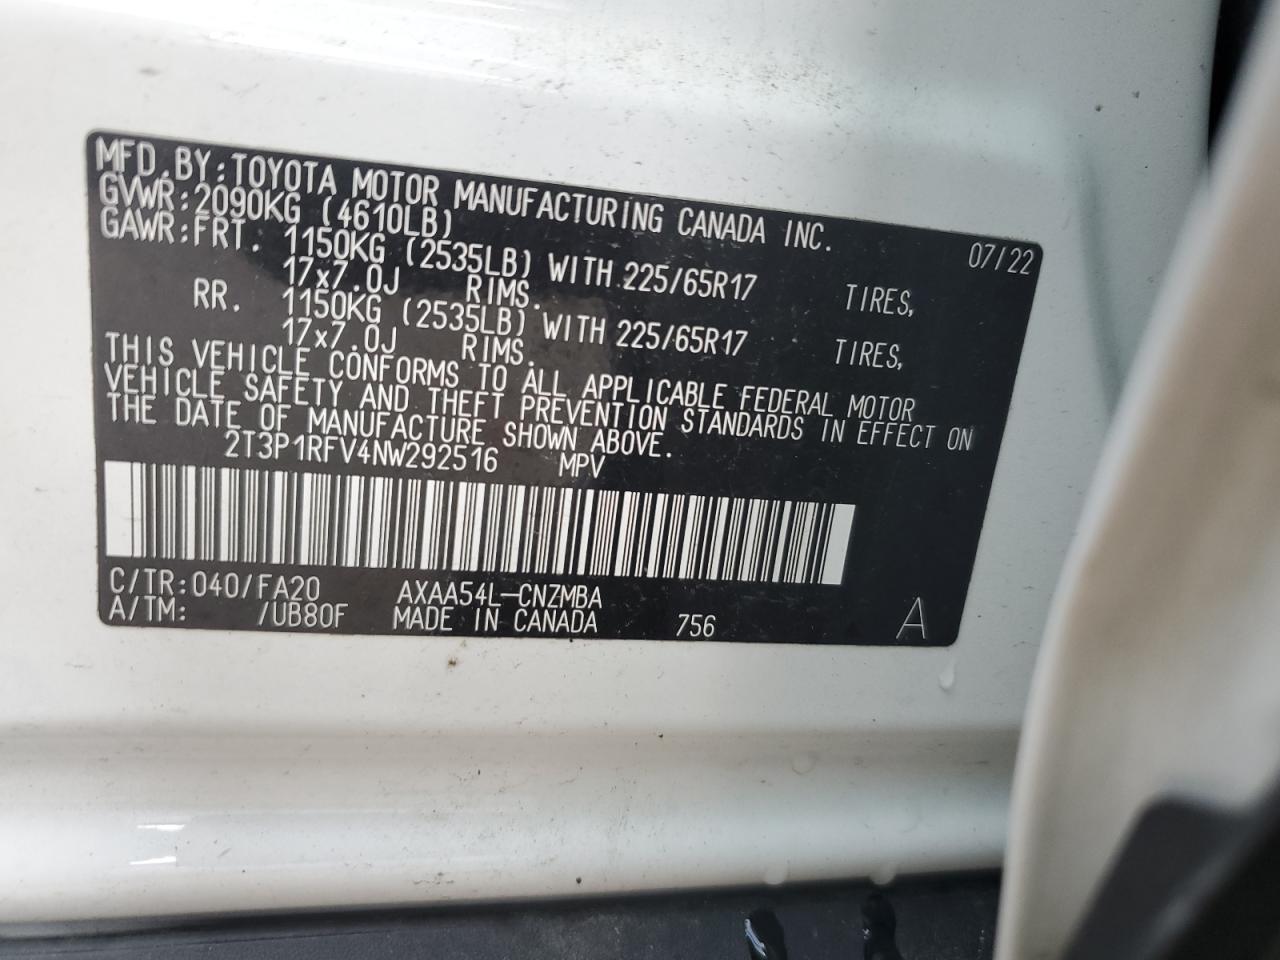 MFD.BY:TOYOTA MOTOR MANUFACTURING CANADA INC. 07/22
GVWR:2090KG (4610LB)
GAWR:FRT. 1150KG (2535LB) WITH 225/65R17 TIRES,
17x7.0J RIMS.
RR. 1150KG (2535LB) WITH 225/65R17 TIRES,
17x7.0J RIMS.
THIS VEHICLE CONFORMS TO ALL APPLICABLE FEDERAL MOTOR
VEHICLE SAFETY AND THEFT PREVENTION STANDARDS IN EFFECT ON
THE DATE OF MANUFACTURE SHOWN ABOVE.
2T3P1RFV4NW292516 MPV
C/TR:040/FA20 AXAA54L-CNZMBA
A/TM: /UB80F MADE IN CANADA 756 A